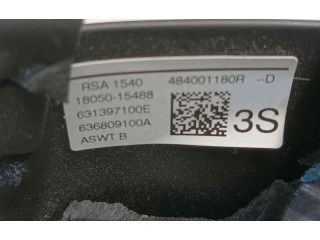 RSA 1540
484001180R --D
18050-15488
631397100E
636809100A
ASWT B
3S